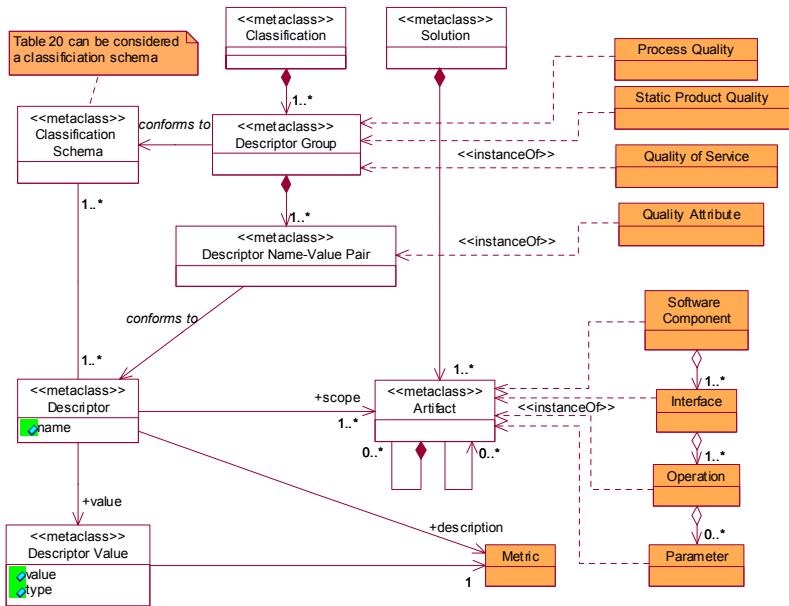 Table 20 can be considered
a classificiation schema
<<metaclass>>
Classification
<<metaclass>>
Solution
Process Quality
Static Product Quality
<<metaclass>>
Classification
Schema
conforms to
1..*
<<metaclass>>
Descriptor Group
<<instanceOf>>
Quality of Service
1..*
1..*
Quality Attribute
<<metaclass>>
Descriptor Name-Value Pair
<<instanceOf>>
Software
Component
conforms to
1..*
1..*
1..*
<<metaclass>>
Descriptor
name
+scope
1..*
<<metaclass>>
Artifact
<<instanceOf>>
Interface
0..*
0..*
1..*
Operation
+value
+description
0..*
<<metaclass>>
Descriptor Value
value
type
1
Metric
Parameter